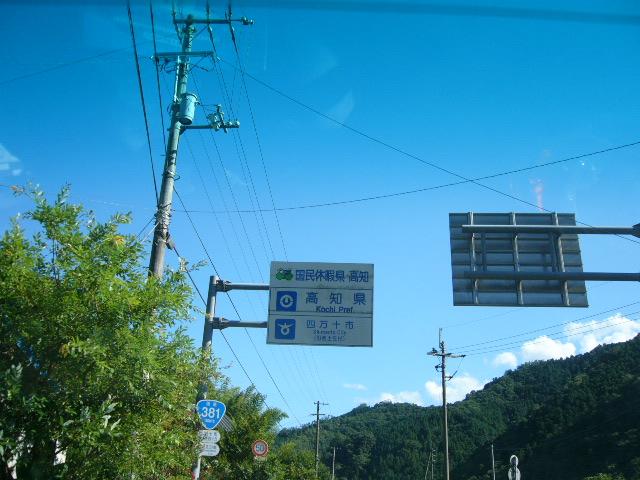 国民休暇県・高知
高知県
Kochi Pref.
四万十市
Shimanto City
381
50